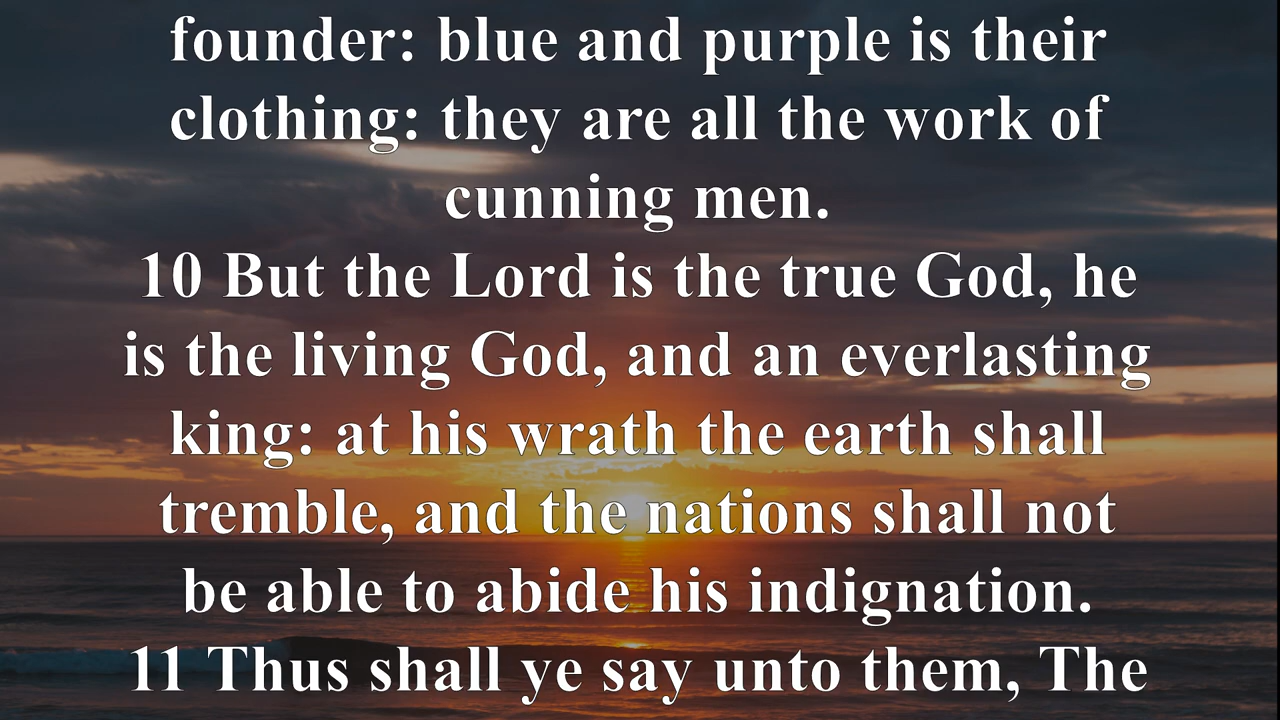 founder: blue and purple is their
clothing: they are all the work of
cunning men.
10 But the Lord is the true God, he
is the living God, and an everlasting
king: at his wrath the earth shall
tremble, and the nations shall not
be able to abide his indignation.
11 Thus shall ye say unto them, The